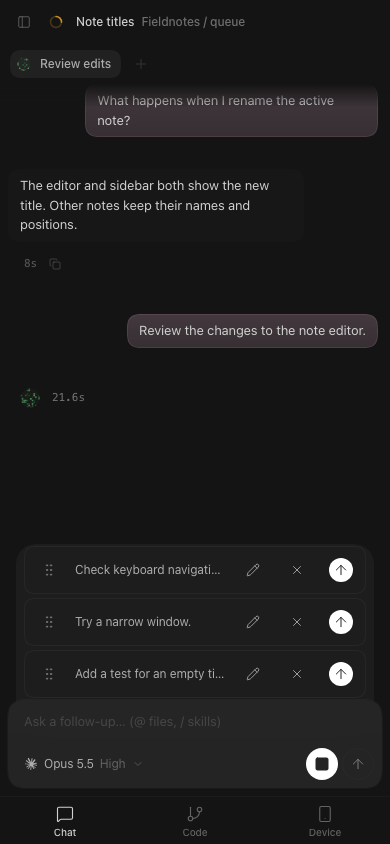 Note titles Fieldnotes / queue
Review edits
What happens when I rename the active
note?
The editor and sidebar both show the new
title. Other notes keep their names and
positions.
8s
Review the changes to the note editor.
21.6s
Check keyboard navigati...
Try a narrow window.
Add a test for an empty ti...
Ask a follow-up... (@ files, / skills)
Opus 5.5 High
Chat Code Device